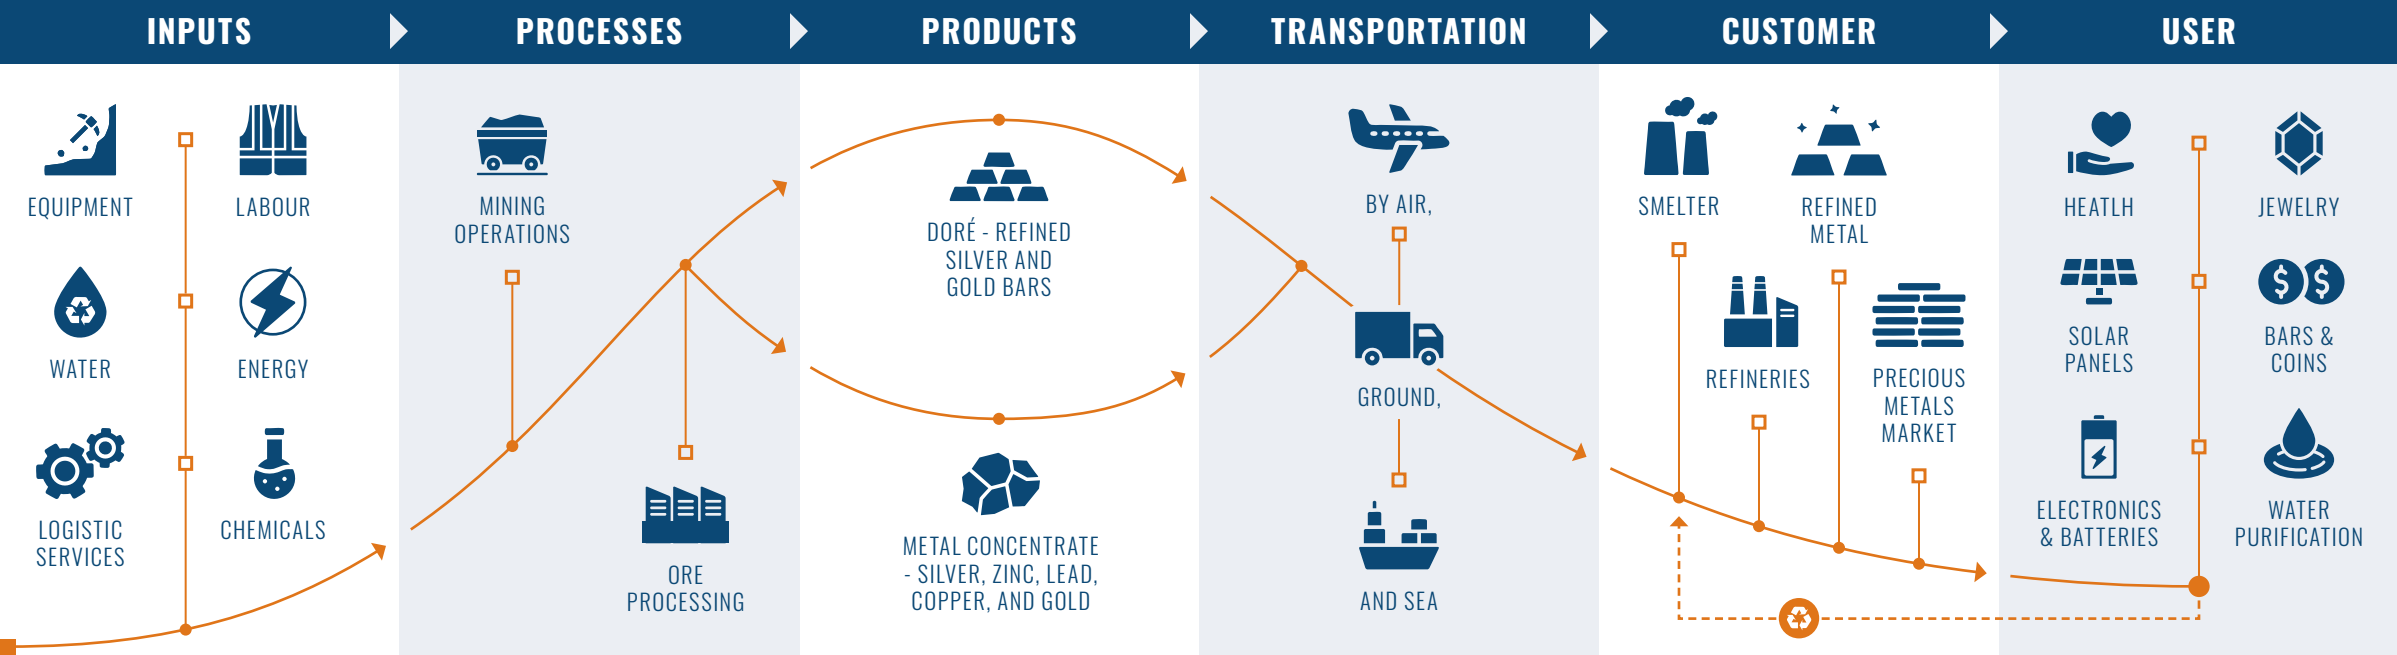 INPUTS
PROCESSES
PRODUCTS
TRANSPORTATION
CUSTOMER
USER
EQUIPMENT
LABOUR
WATER
ENERGY
LOGISTIC
SERVICES
CHEMICALS
MINING
OPERATIONS
ORE
PROCESSING
DORÉ - REFINED
SILVER AND
GOLD BARS
METAL CONCENTRATE
- SILVER, ZINC, LEAD,
COPPER, AND GOLD
BY AIR,
GROUND,
AND SEA
SMELTER
REFINED
METAL
REFINERIES
PRECIOUS
METALS
MARKET
HEATLH
JEWELRY
SOLAR
PANELS
BARS &
COINS
ELECTRONICS
& BATTERIES
WATER
PURIFICATION